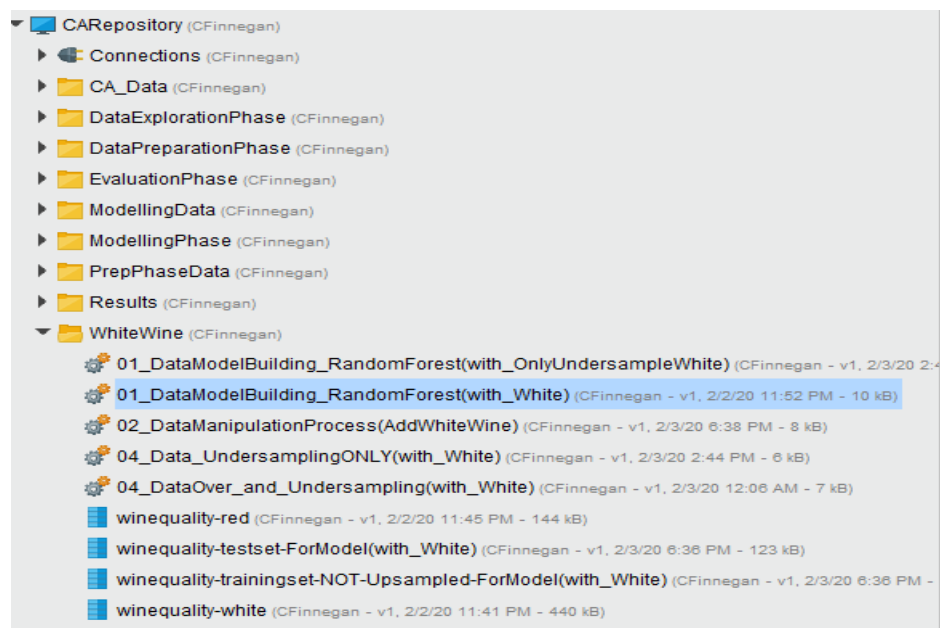 CARepository (CFinnegan)
Connections (CFinnegan)
CA_Data (CFinnegan)
DataExplorationPhase (CFinnegan)
DataPreparationPhase (CFinnegan)
EvaluationPhase (CFinnegan)
ModellingData (CFinnegan)
ModellingPhase (CFinnegan)
PrepPhaseData (CFinnegan)
Results (CFinnegan)
WhiteWine (CFinnegan)
01_DataModelBuilding_RandomForest(with_OnlyUndersampleWhite) (CFinnegan - v1, 2/3/20 2:4
01_DataModelBuilding_RandomForest(with_White) (CFinnegan - v1, 2/2/20 11:52 PM - 10 kB)
02_DataManipulationProcess(AddWhiteWine) (CFinnegan - v1, 2/3/20 6:38 PM - 8 kB)
04_Data_UndersamplingONLY(with_White) (CFinnegan - v1, 2/3/20 2:44 PM - 6 kB)
04_DataOver_and_Undersampling(with_White) (CFinnegan - v1, 2/3/20 12:06 AM - 7 kB)
winequality-red (CFinnegan - v1, 2/2/20 11:45 PM - 144 kB)
winequality-testset-ForModel(with_White) (CFinnegan - v1, 2/3/20 6:36 PM - 123 kB)
winequality-trainingset-NOT-Upsampled-ForModel(with_White) (CFinnegan - v1, 2/3/20 6:36 PM -
winequality-white (CFinnegan - v1, 2/2/20 11:41 PM - 440 kB)